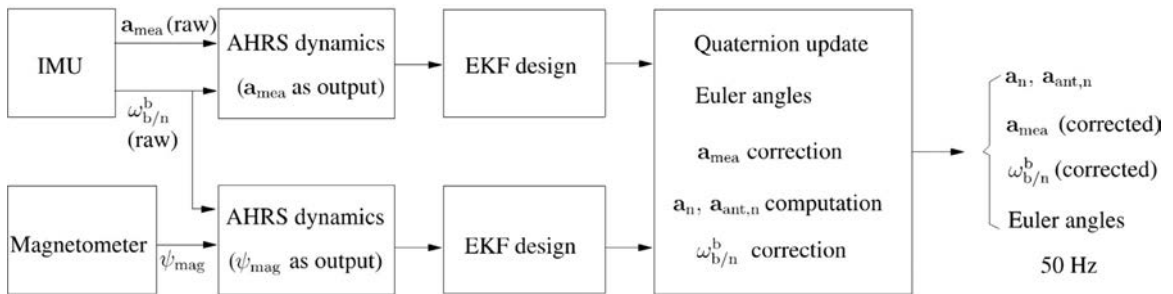 a_mea (raw)
IMU
ω^b_b/n
(raw)
AHRS dynamics
(a_mea as output)
EKF design
Magnetometer
ψ_mag
AHRS dynamics
(ψ_mag as output)
EKF design
Quaternion update
Euler angles
a_mea correction
a_n, a_ant,n computation
ω^b_b/n correction
a_n, a_ant,n
a_mea (corrected)
ω^b_b/n (corrected)
Euler angles
50 Hz